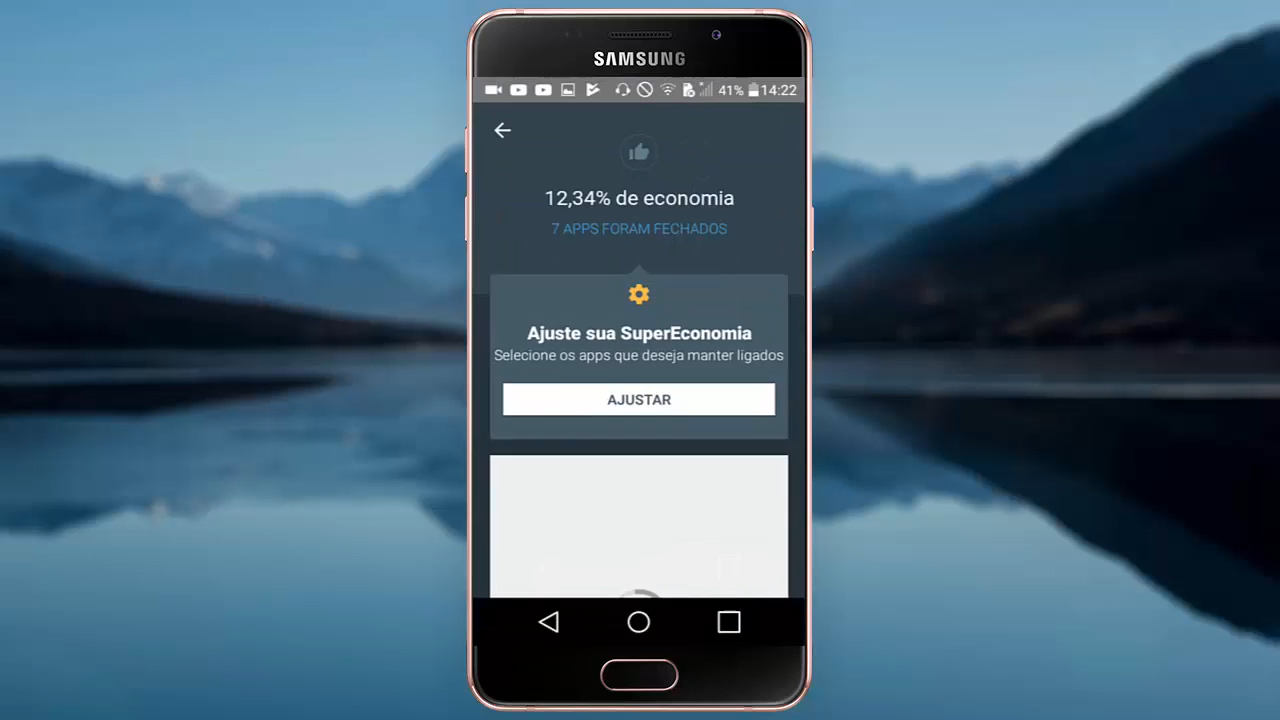 SAMSUNG
41% 14:22
12,34% de economia
7 APPS FORAM FECHADOS
Ajuste sua SuperEconomia
Selecione os apps que deseja manter ligados
AJUSTAR